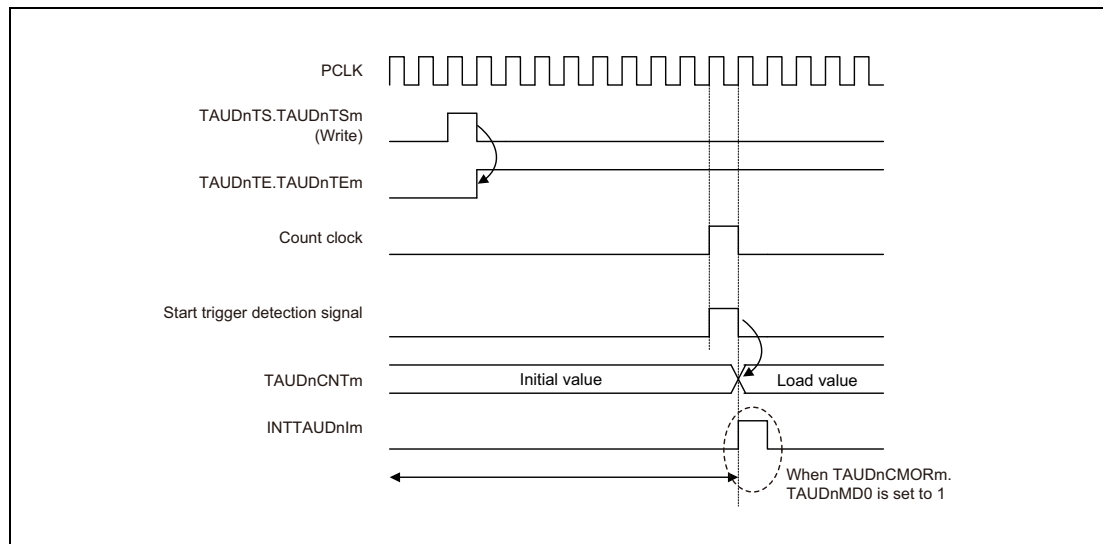 PCLK
TAUDnTS.TAUDnTSm
(Write)
TAUDnTE.TAUDnTEm
Count clock
Start trigger detection signal
TAUDnCNTm
Initial value
Load value
INTTAUDnIm
When TAUDnCMORm.
TAUDnMD0 is set to 1